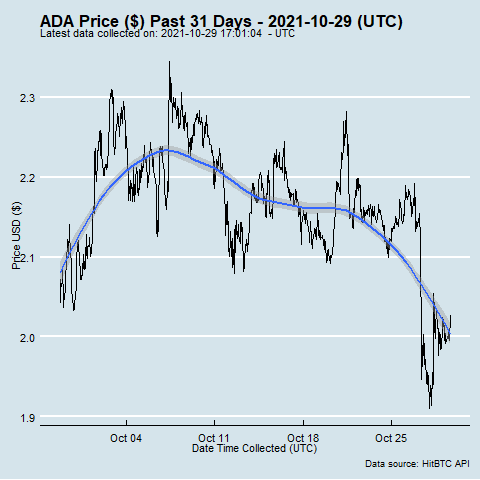 ADA Price ($) Past 31 Days - 2021-10-29 (UTC)
Latest data collected on: 2021-10-29 17:01:04 - UTC
2.3
2.2
2.1
2.0
1.9
Price USD ($)
Oct 04 Oct 11 Oct 18 Oct 25
Date Time Collected (UTC)
Data source: HitBTC API